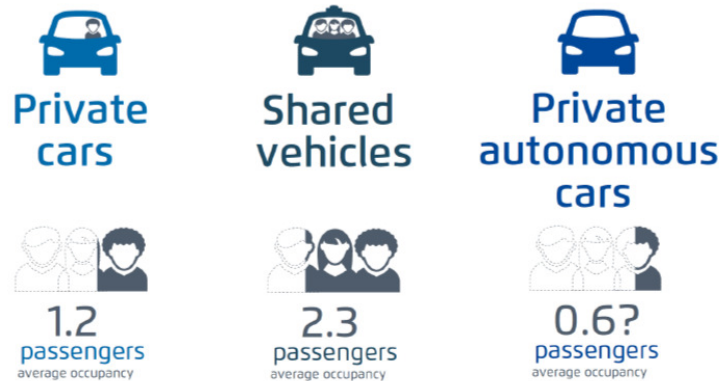 Private
cars
1.2
passengers
average occupancy
Shared
vehicles
2.3
passengers
average occupancy
Private
autonomous
cars
0.6?
passengers
average occupancy